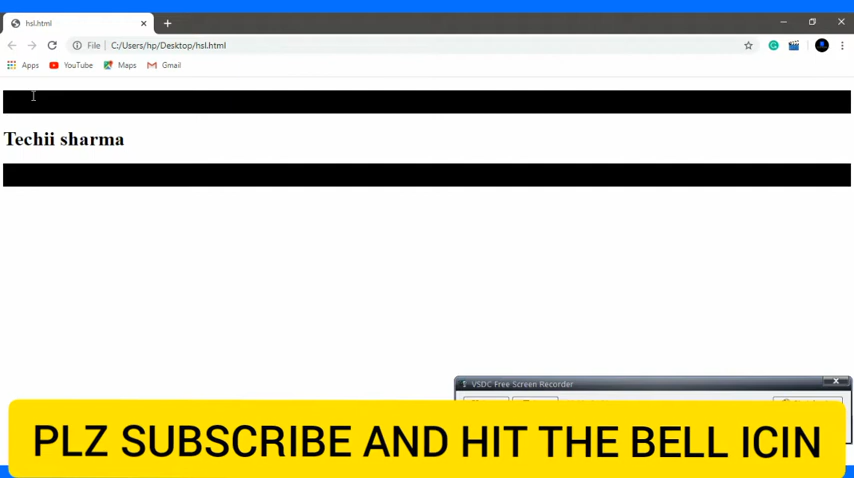 hsl.html
File C:/Users/hp/Desktop/hsl.html
Apps YouTube Maps Gmail
Techii sharma
VSDC Free Screen Recorder
PLZ SUBSCRIBE AND HIT THE BELL ICIN